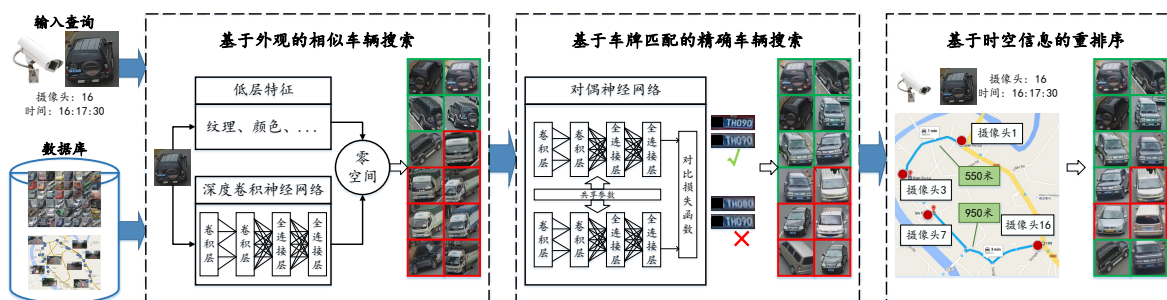 输入查询
摄像头: 16
时间: 16:17:30
数据库
基于外观的相似车辆搜索
低层特征
纹理、颜色、...
深度卷积神经网络
卷积层
卷积层
全连接层
全连接层
零空间
基于车牌匹配的精确车辆搜索
对偶神经网络
卷积层
卷积层
全连接层
全连接层
共享参数
卷积层
卷积层
全连接层
全连接层
对比损失函数
TH090
TH090
TH080
TH090
基于时空信息的重排序
摄像头: 16
时间: 16:17:30
1 min
摄像头1
550米
摄像头3
950米
摄像头7
摄像头16
3 min